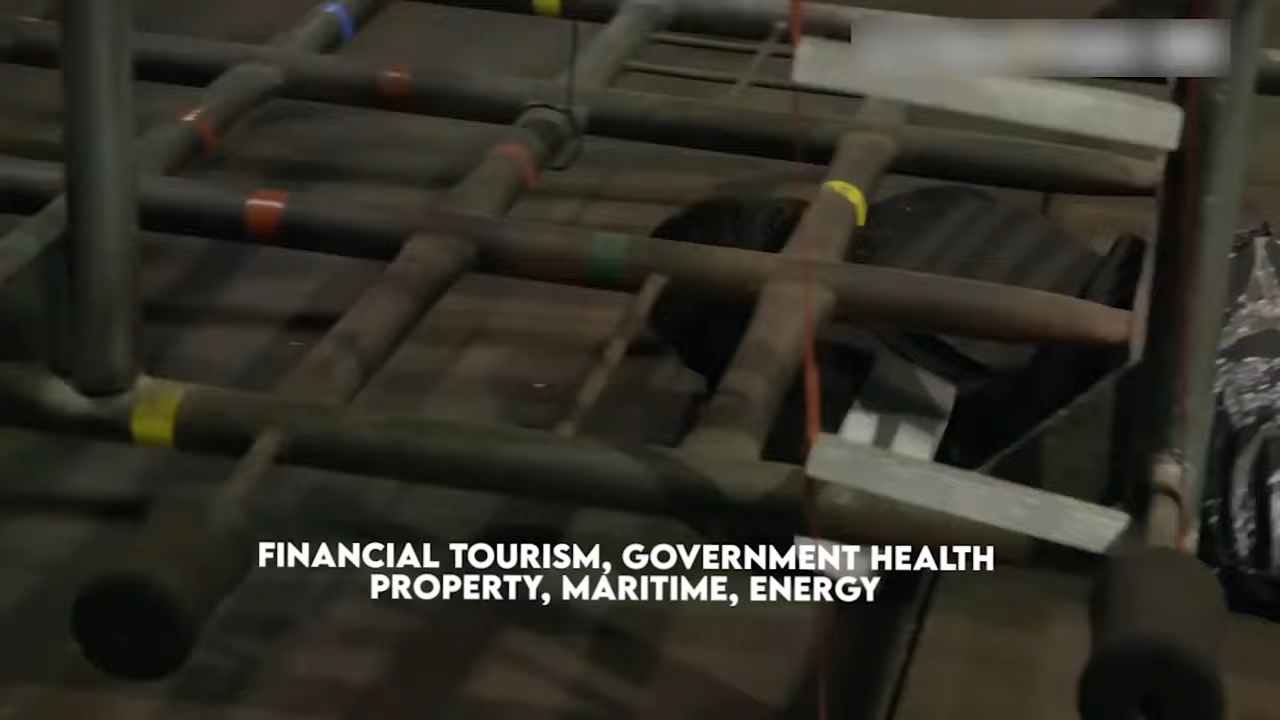 FINANCIAL TOURISM, GOVERNMENT HEALTH
PROPERTY, MARITIME, ENERGY